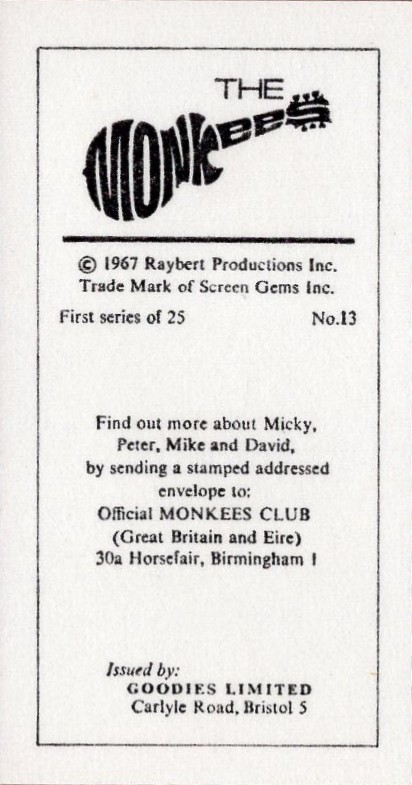 THE
MONKEES
© 1967 Raybert Productions Inc.
Trade Mark of Screen Gems Inc.
First series of 25 No.13
Find out more about Micky,
Peter, Mike and David,
by sending a stamped addressed
envelope to:
Official MONKEES CLUB
(Great Britain and Eire)
30a Horsefair, Birmingham 1
Issued by:
GOODIES LIMITED
Carlyle Road, Bristol 5